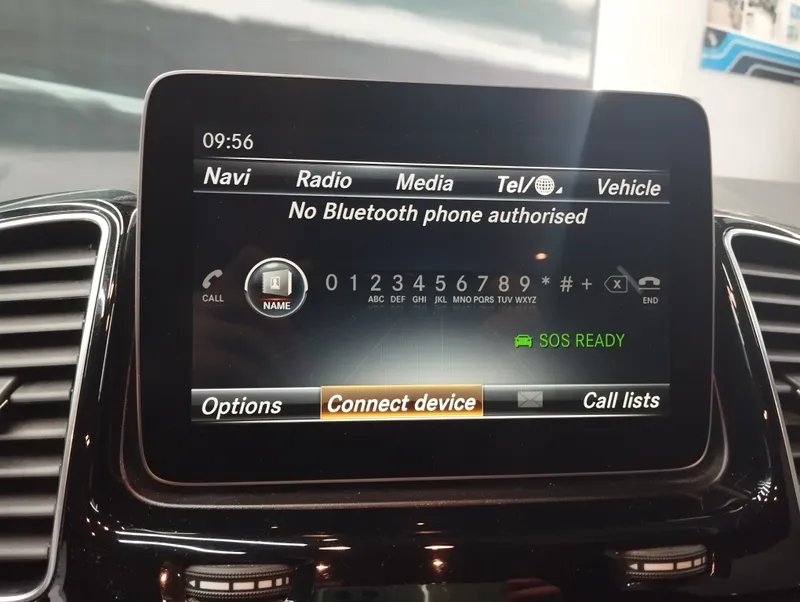 09:56
Navi Radio Media Tel/ Vehicle
No Bluetooth phone authorised
CALL NAME 0 1 2 3 4 5 6 7 8 9 * # + X END
ABC DEF GHI JKL MNO PQRS TUV WXYZ
SOS READY
Options Connect device Call lists